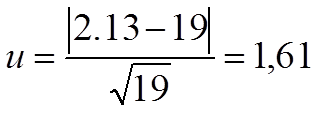 u = |2.13−19| / √19 = 1,61